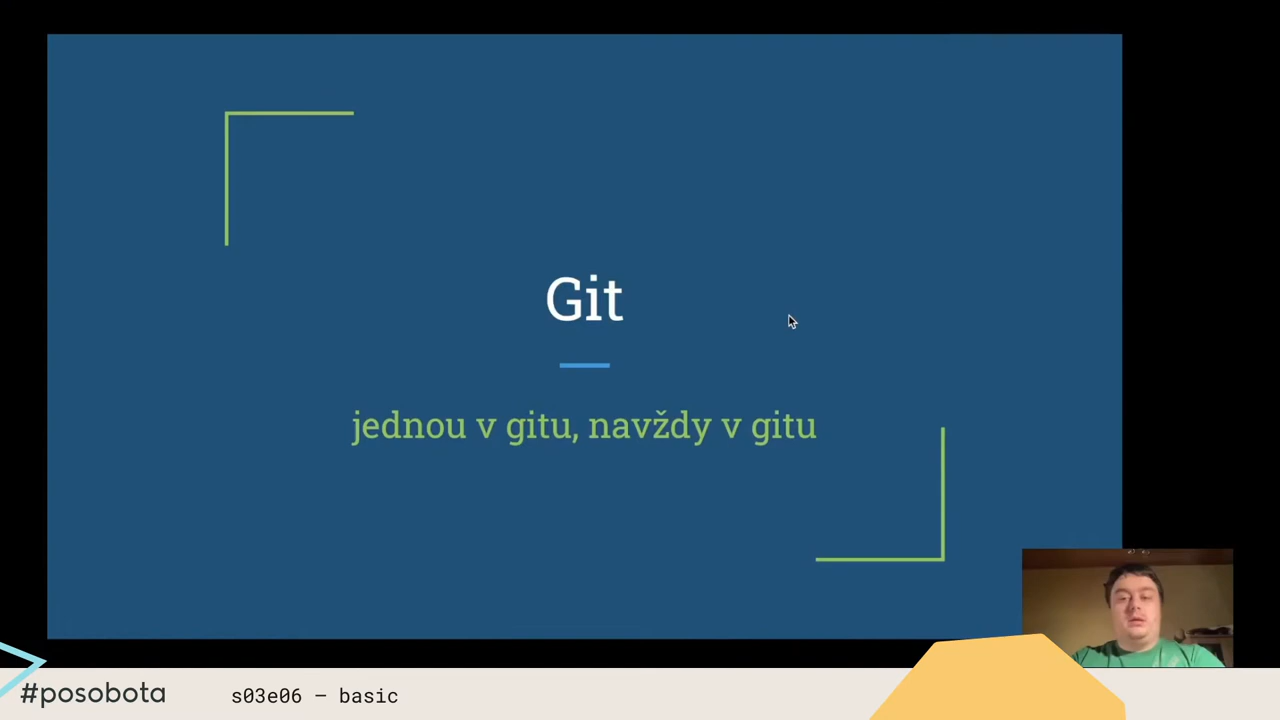 Git
jednou v gitu, navždy v gitu
#posobota
s03e06 – basic